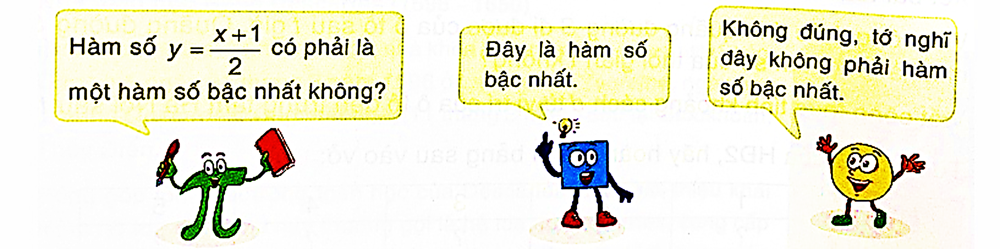 Hàm số y = (x + 1)/2 có phải là
một hàm số bậc nhất không?
Đây là hàm số
bậc nhất.
Không đúng, tớ nghĩ
đây không phải hàm
số bậc nhất.